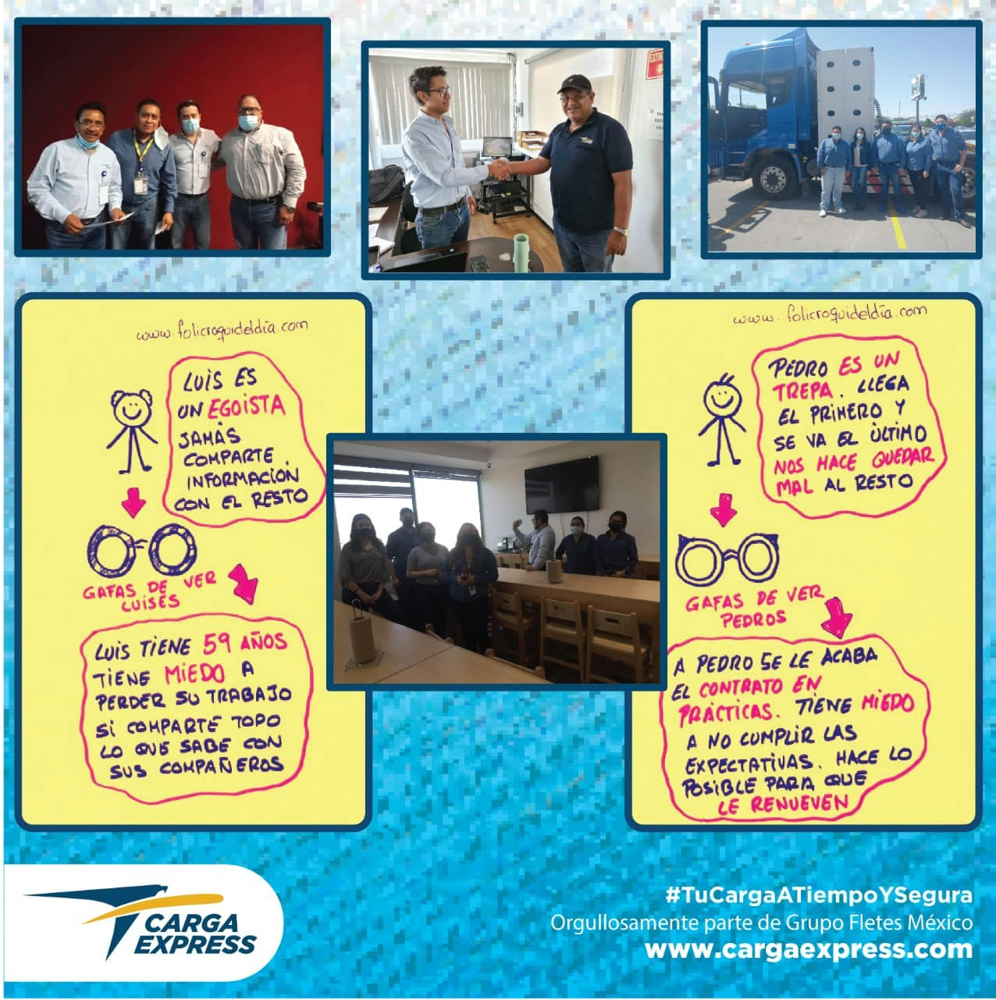 EXTIN
www.folicroquideldía.com
LUIS ES
UN EGOISTA
JAMÁS
COMPARTE
INFORMACIÓN
CON EL RESTO
GAFAS DE VER
LUISES
LUIS TIENE 59 AÑOS
TIENE MIEDO A
PERDER SU TRABAJO
SI COMPARTE TOPO
LO QUE SABE CON
SUS COMPAÑEROS
www.folicroquideldía.com
PEDRO ES UN
TREPA. LLEGA
EL PRIMERO Y
SE VA EL ÚLTIMO
NOS HACE QUEDAR
MAL AL RESTO
GAFAS DE VER
PEDROS
A PEDRO SE LE ACABA
EL CONTRATO EN
PRÁCTICAS. TIENE MIEDO
A NO CUMPLIR LAS
EXPECTATIVAS. HACE LO
POSIBLE PARA QUE
LE RENUEVEN
CARGA
EXPRESS
#TuCargaATiempoYSegura
Orgullosamente parte de Grupo Fletes México
www.cargaexpress.com